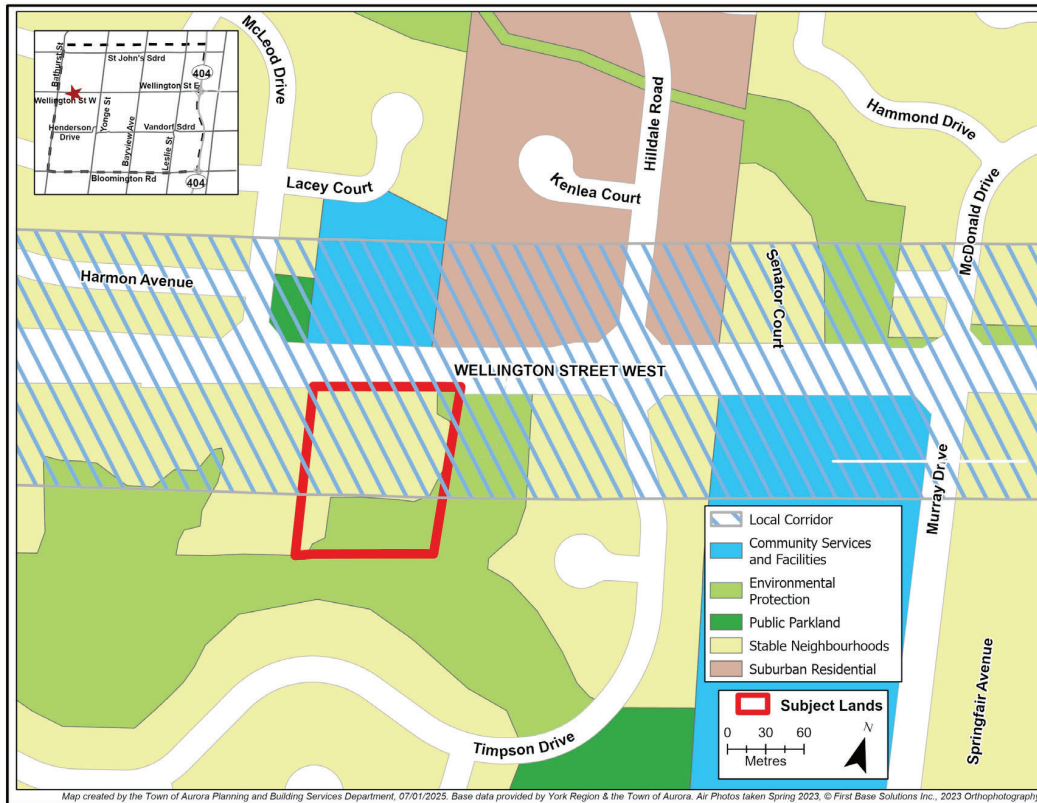 McLeod Drive
Bathurst St
St John's Sdrd
404
Wellington St E
Wellington St W
Yonge St
Henderson
Drive
Bayview Ave
Vandorf Sdrd
Leslie St
404
Bloomington Rd
Hilldale Road
Hammond Drive
Lacey Court
Kenlea Court
McDonald Drive
Harmon Avenue
Senator Court
WELLINGTON STREET WEST
Murray Drive
Local Corridor
Community Services
and Facilities
Environmental
Protection
Public Parkland
Stable Neighbourhoods
Suburban Residential
Springfair Avenue
Subject Lands
0 30 60
Metres
N
Timpson Drive
Map created by the Town of Aurora Planning and Building Services Department, 07/01/2025. Base data provided by York Region & the Town of Aurora. Air Photos taken Spring 2023, © First Base Solutions Inc., 2023 Orthophotography